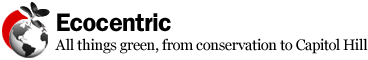 Ecocentric
All things green, from conservation to Capitol Hill